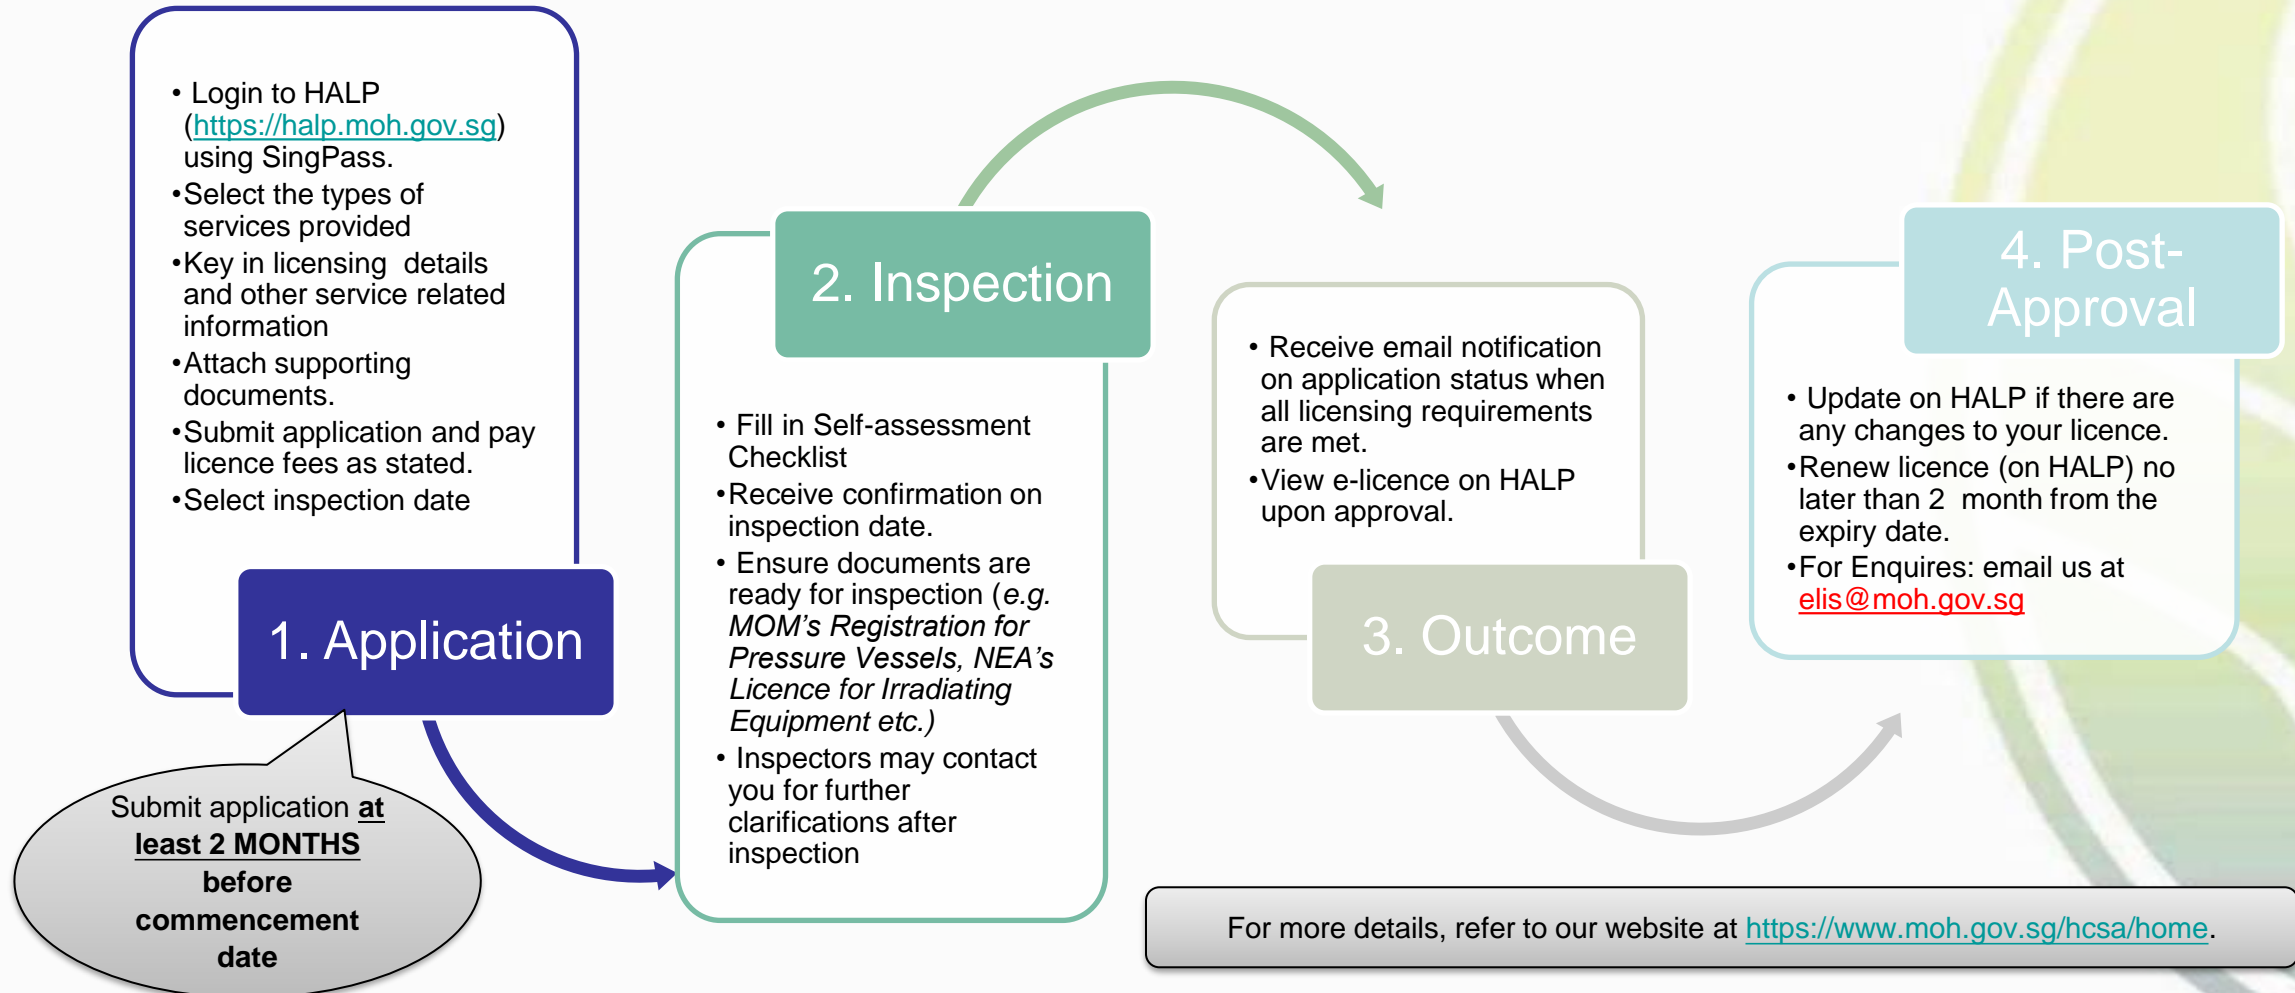 • Login to HALP
(https://halp.moh.gov.sg)
using SingPass.
•Select the types of
services provided
•Key in licensing details
and other service related
information
•Attach supporting
documents.
•Submit application and pay
licence fees as stated.
•Select inspection date
1. Application
Submit application at
least 2 MONTHS
before
commencement
date
2. Inspection
• Fill in Self-assessment
Checklist
•Receive confirmation on
inspection date.
• Ensure documents are
ready for inspection (e.g.
MOM’s Registration for
Pressure Vessels, NEA’s
Licence for Irradiating
Equipment etc.)
• Inspectors may contact
you for further
clarifications after
inspection
• Receive email notification
on application status when
all licensing requirements
are met.
•View e-licence on HALP
upon approval.
3. Outcome
4. Post-
Approval
• Update on HALP if there are
any changes to your licence.
•Renew licence (on HALP) no
later than 2 month from the
expiry date.
•For Enquires: email us at
elis@moh.gov.sg
For more details, refer to our website at https://www.moh.gov.sg/hcsa/home.